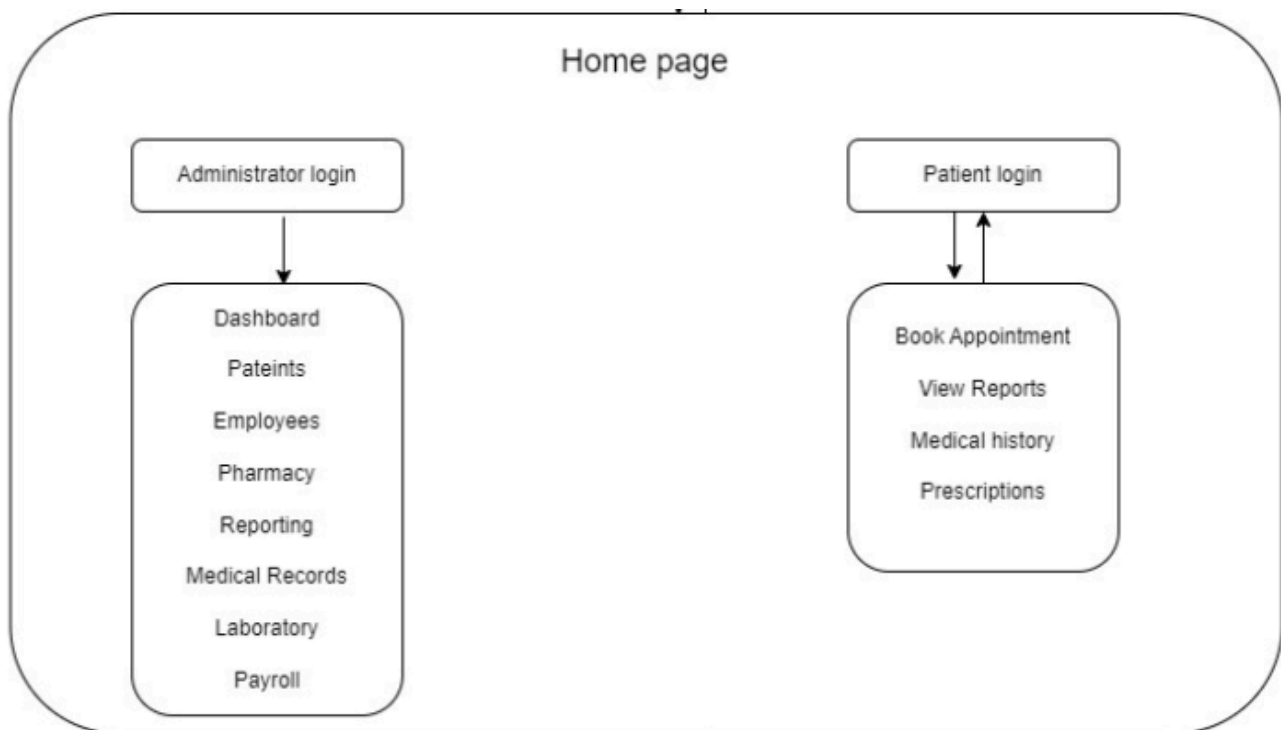 Home page
Administrator login
Patient login
Dashboard
Pateints
Employees
Pharmacy
Reporting
Medical Records
Laboratory
Payroll
Book Appointment
View Reports
Medical history
Prescriptions